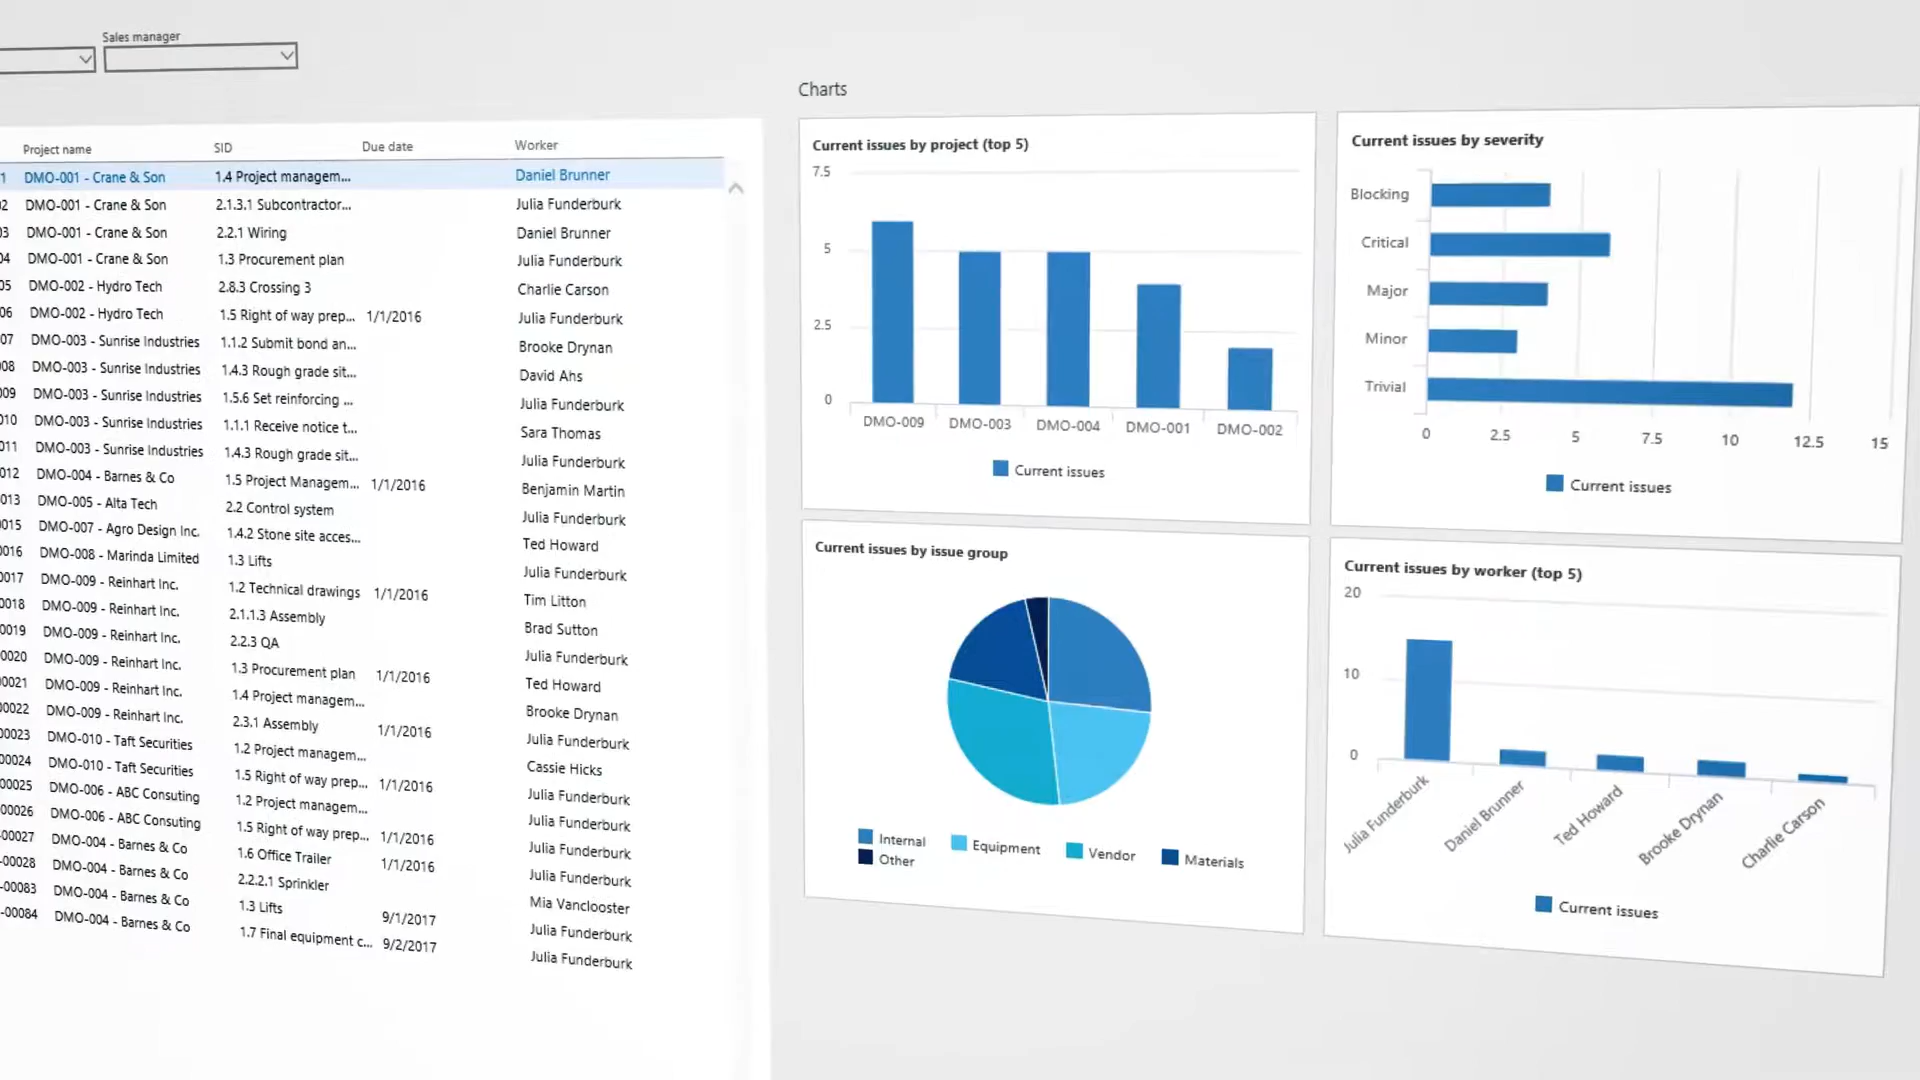 Sales manager
Charts
Project name SID Due date Worker
1 DMO-001 - Crane & Son 1.4 Project managem... Daniel Brunner
02 DMO-001 - Crane & Son 2.1.3.1 Subcontractor... Julia Funderburk
03 DMO-001 - Crane & Son 2.2.1 Wiring Daniel Brunner
04 DMO-001 - Crane & Son 1.3 Procurement plan Julia Funderburk
05 DMO-002 - Hydro Tech 2.8.3 Crossing 3 Charlie Carson
06 DMO-002 - Hydro Tech 1.5 Right of way prep... 1/1/2016 Julia Funderburk
07 DMO-003 - Sunrise Industries 1.1.2 Submit bond an... Brooke Drynan
008 DMO-003 - Sunrise Industries 1.4.3 Rough grade sit... David Ahs
009 DMO-003 - Sunrise Industries 1.5.6 Set reinforcing ... Julia Funderburk
010 DMO-003 - Sunrise Industries 1.1.1 Receive notice t... Sara Thomas
011 DMO-003 - Sunrise Industries 1.4.3 Rough grade sit... Julia Funderburk
012 DMO-004 - Barnes & Co 1.5 Project Managem... 1/1/2016 Benjamin Martin
013 DMO-005 - Alta Tech 2.2 Control system Julia Funderburk
0015 DMO-007 - Agro Design Inc. 1.4.2 Stone site acces... Ted Howard
0016 DMO-008 - Marinda Limited 1.3 Lifts Julia Funderburk
0017 DMO-009 - Reinhart Inc. 1.2 Technical drawings 1/1/2016 Tim Litton
0018 DMO-009 - Reinhart Inc. 2.1.1.3 Assembly Brad Sutton
0019 DMO-009 - Reinhart Inc. 2.2.3 QA Julia Funderburk
0020 DMO-009 - Reinhart Inc. 1.3 Procurement plan 1/1/2016 Ted Howard
00021 DMO-009 - Reinhart Inc. 1.4 Project managem... Brooke Drynan
00022 DMO-009 - Reinhart Inc. 2.3.1 Assembly 1/1/2016 Julia Funderburk
00023 DMO-010 - Taft Securities 1.2 Project managem... Cassie Hicks
00024 DMO-010 - Taft Securities 1.5 Right of way prep... 1/1/2016 Julia Funderburk
00025 DMO-006 - ABC Consuting 1.2 Project managem... Julia Funderburk
00026 DMO-006 - ABC Consuting 1.5 Right of way prep... 1/1/2016 Julia Funderburk
-00027 DMO-004 - Barnes & Co 1.6 Office Trailer 1/1/2016 Julia Funderburk
-00028 DMO-004 - Barnes & Co 2.2.2.1 Sprinkler Mia Vanclooster
-00083 DMO-004 - Barnes & Co 1.3 Lifts 9/1/2017 Julia Funderburk
-00084 DMO-004 - Barnes & Co 1.7 Final equipment c... 9/2/2017 Julia Funderburk
Current issues by project (top 5)
7.5
5
2.5
0
DMO-009 DMO-003 DMO-004 DMO-001 DMO-002
Current issues
Current issues by severity
Blocking
Critical
Major
Minor
Trivial
0 2.5 5 7.5 10 12.5 15
Current issues
Current issues by issue group
Internal Equipment Vendor Materials
Other
Current issues by worker (top 5)
20
10
0
Julia Funderburk Daniel Brunner Ted Howard Brooke Drynan Charlie Carson
Current issues